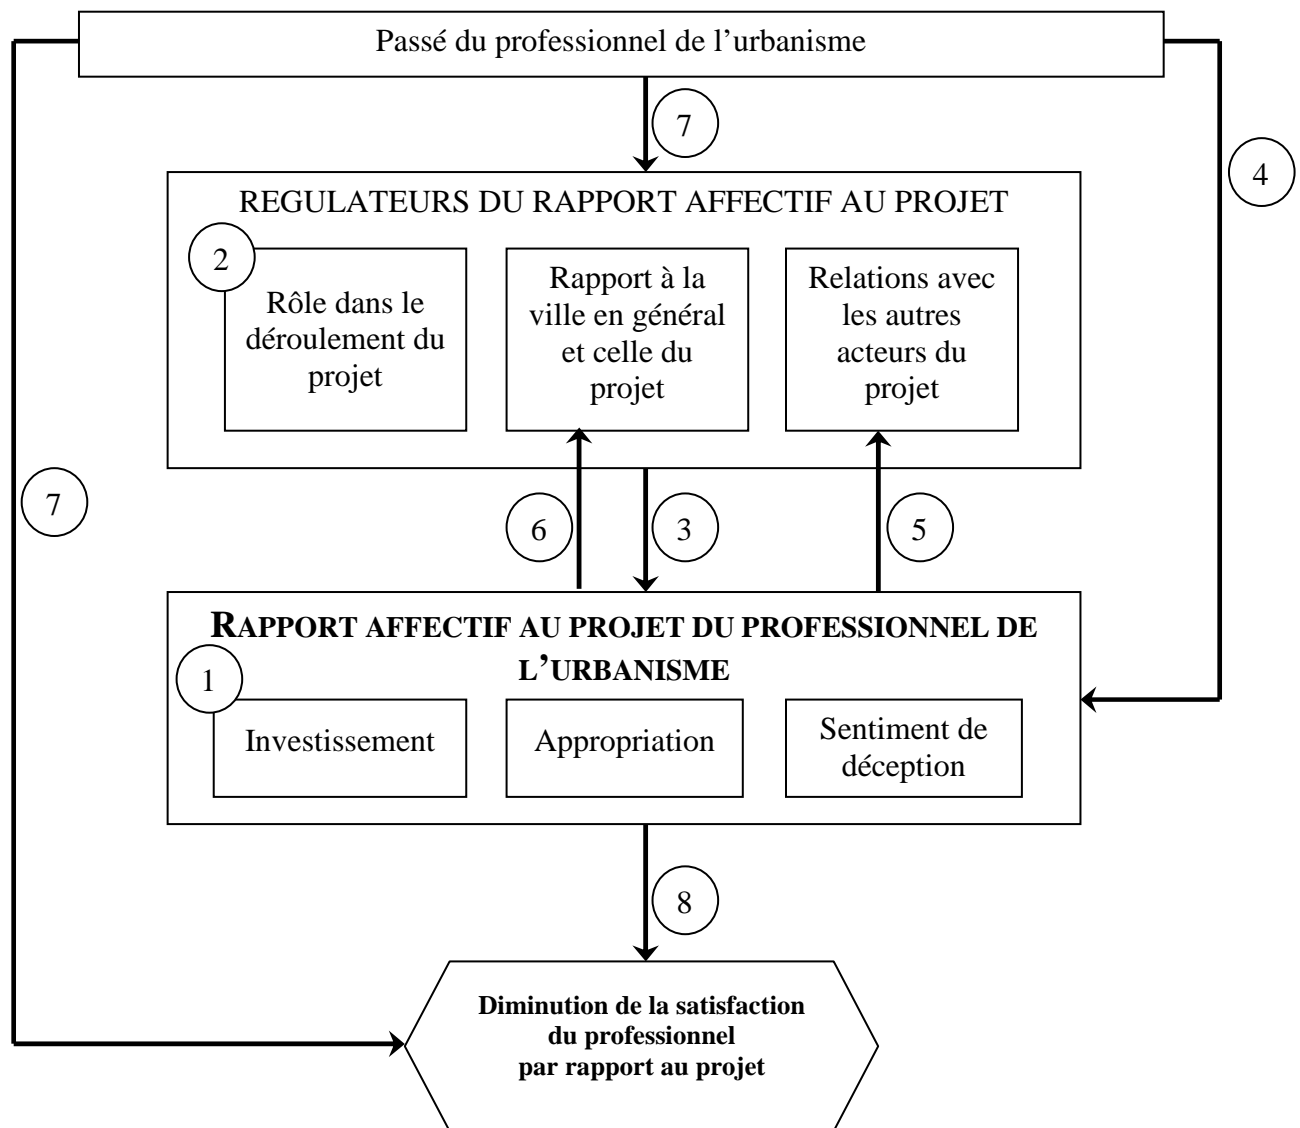 Passé du professionnel de l'urbanisme
7
4
REGULATEURS DU RAPPORT AFFECTIF AU PROJET
2
Rôle dans le
déroulement du
projet
Rapport à la
ville en général
et celle du
projet
Relations avec
les autres
acteurs du
projet
7
6
3
5
RAPPORT AFFECTIF AU PROJET DU PROFESSIONNEL DE
L'URBANISME
1
Investissement
Appropriation
Sentiment de
déception
8
Diminution de la satisfaction
du professionnel
par rapport au projet